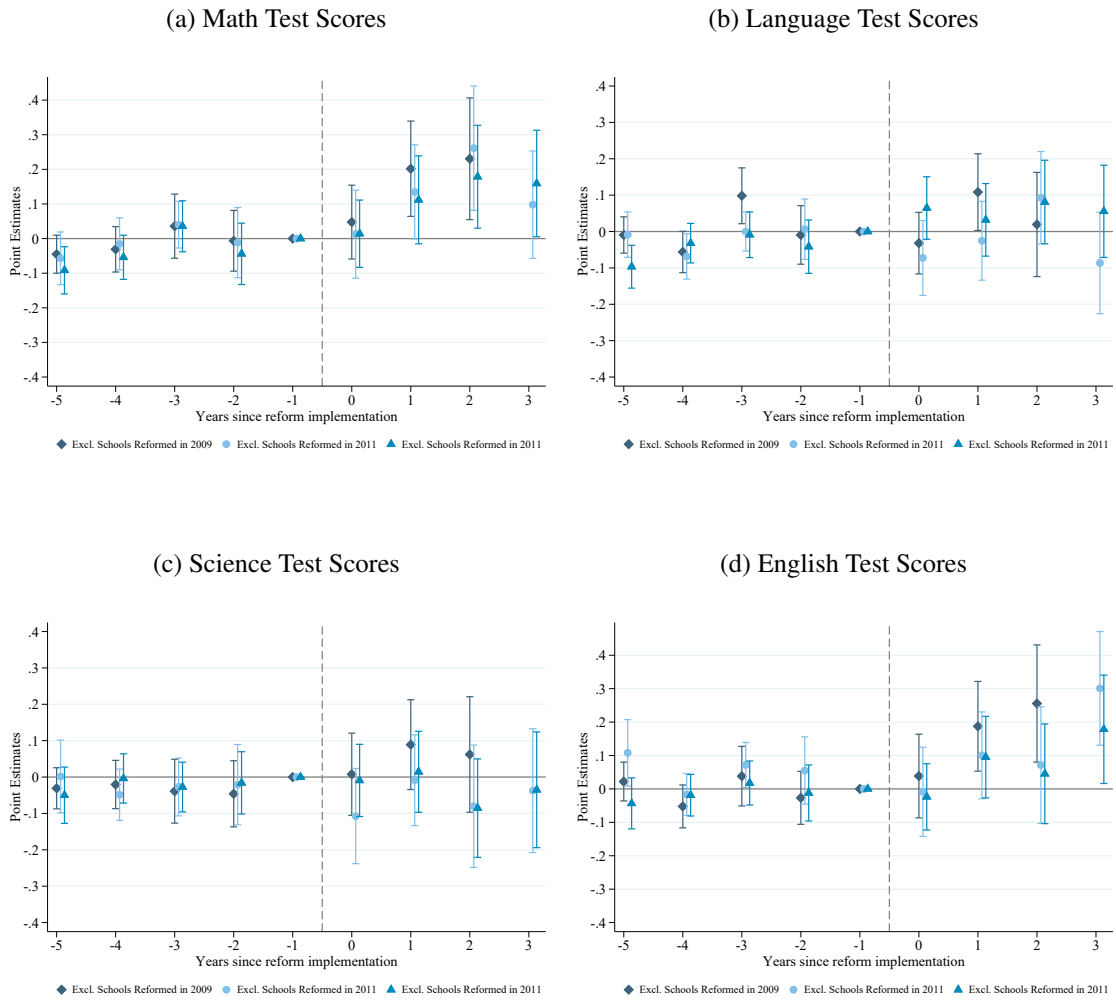 (a) Math Test Scores
.4
.3
.2
.1
0
-.1
-.2
-.3
-.4
Point Estimates
-5 -4 -3 -2 -1 0 1 2 3
Years since reform implementation
Excl. Schools Reformed in 2009 Excl. Schools Reformed in 2011 Excl. Schools Reformed in 2011
(b) Language Test Scores
.4
.3
.2
.1
0
-.1
-.2
-.3
-.4
Point Estimates
-5 -4 -3 -2 -1 0 1 2 3
Years since reform implementation
Excl. Schools Reformed in 2009 Excl. Schools Reformed in 2011 Excl. Schools Reformed in 2011
(c) Science Test Scores
.4
.3
.2
.1
0
-.1
-.2
-.3
-.4
Point Estimates
-5 -4 -3 -2 -1 0 1 2 3
Years since reform implementation
Excl. Schools Reformed in 2009 Excl. Schools Reformed in 2011 Excl. Schools Reformed in 2011
(d) English Test Scores
.4
.3
.2
.1
0
-.1
-.2
-.3
-.4
Point Estimates
-5 -4 -3 -2 -1 0 1 2 3
Years since reform implementation
Excl. Schools Reformed in 2009 Excl. Schools Reformed in 2011 Excl. Schools Reformed in 2011